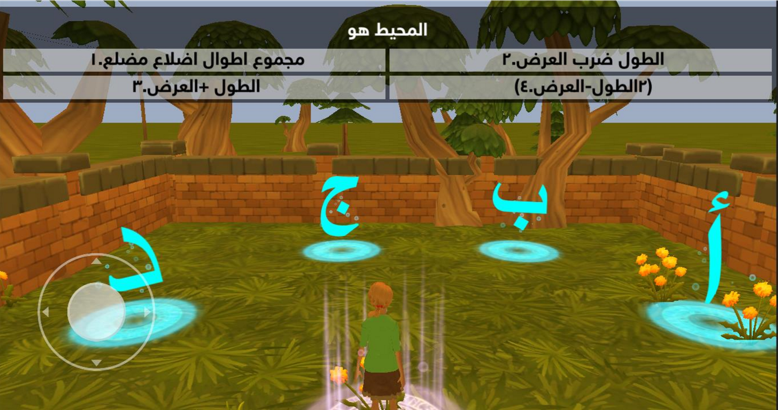 المحيط هو
مجموع اطوال اضلاع مضلع.١
الطول ضرب العرض.٢
الطول +العرض.٣
(٢الطول-العرض.٤)
أ
ب
ج
د